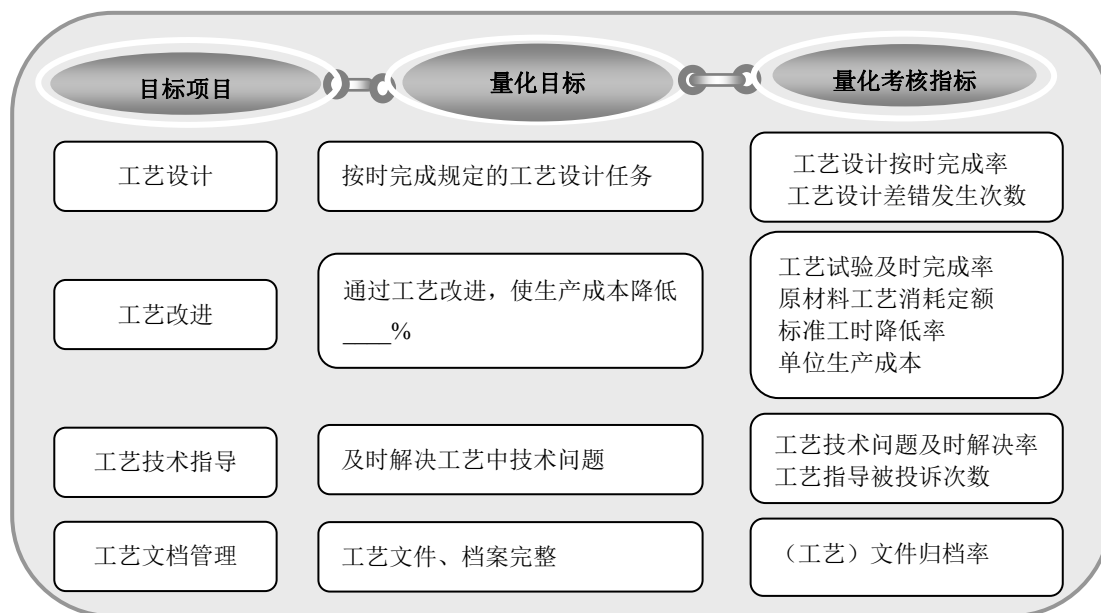 目标项目
量化目标
量化考核指标
工艺设计
按时完成规定的工艺设计任务
工艺设计按时完成率
工艺设计差错发生次数
工艺改进
通过工艺改进，使生产成本降低
____%
工艺试验及时完成率
原材料工艺消耗定额
标准工时降低率
单位生产成本
工艺技术指导
及时解决工艺中技术问题
工艺技术问题及时解决率
工艺指导被投诉次数
工艺文档管理
工艺文件、档案完整
（工艺）文件归档率